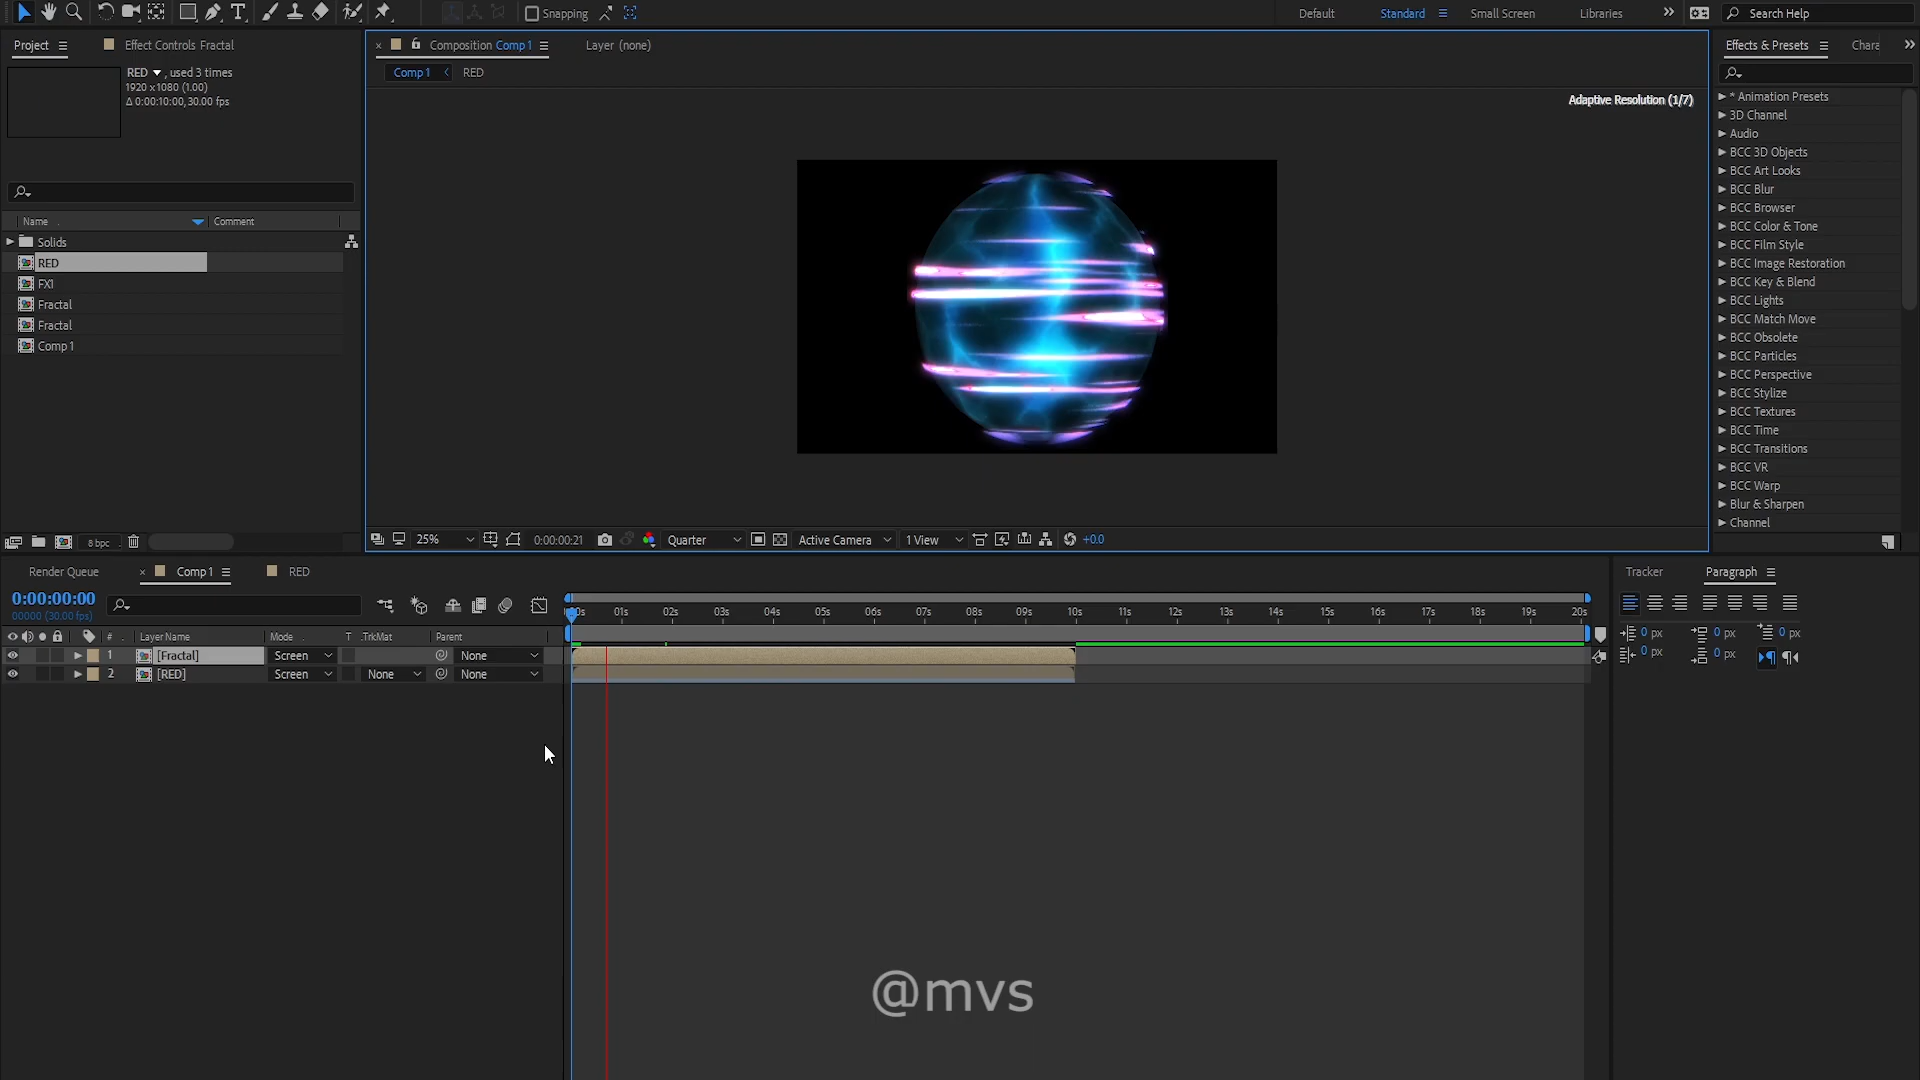 Snapping
Default
Standard
Small Screen
Libraries
Search Help
Project
Effect Controls Fractal
Composition Comp 1
Layer (none)
Effects & Presets
Chara
RED , used 3 times
1920 x 1080 (1.00)
Δ 0:00:10:00, 30.00 fps
Comp 1
RED
Adaptive Resolution (1/7)
* Animation Presets
3D Channel
Audio
BCC 3D Objects
BCC Art Looks
BCC Blur
BCC Browser
BCC Color & Tone
BCC Film Style
BCC Image Restoration
BCC Key & Blend
BCC Lights
BCC Match Move
BCC Obsolete
BCC Particles
BCC Perspective
BCC Stylize
BCC Textures
BCC Time
BCC Transitions
BCC VR
BCC Warp
Blur & Sharpen
Channel
Name
Comment
Solids
RED
FX1
Fractal
Fractal
Comp 1
8 bpc
25%
0:00:00:21
Quarter
Active Camera
1 View
+0.0
Render Queue
Comp 1
RED
Tracker
Paragraph
0:00:00:00
00000 (30.00 fps)
01s 02s 03s 04s 05s 06s 07s 08s 09s 10s 11s 12s 13s 14s 15s 16s 17s 18s 19s 20s
# Layer Name Mode T .TrkMat Parent
1 [Fractal] Screen None
2 [RED] Screen None None
0 px 0 px 0 px
0 px 0 px
@mvs